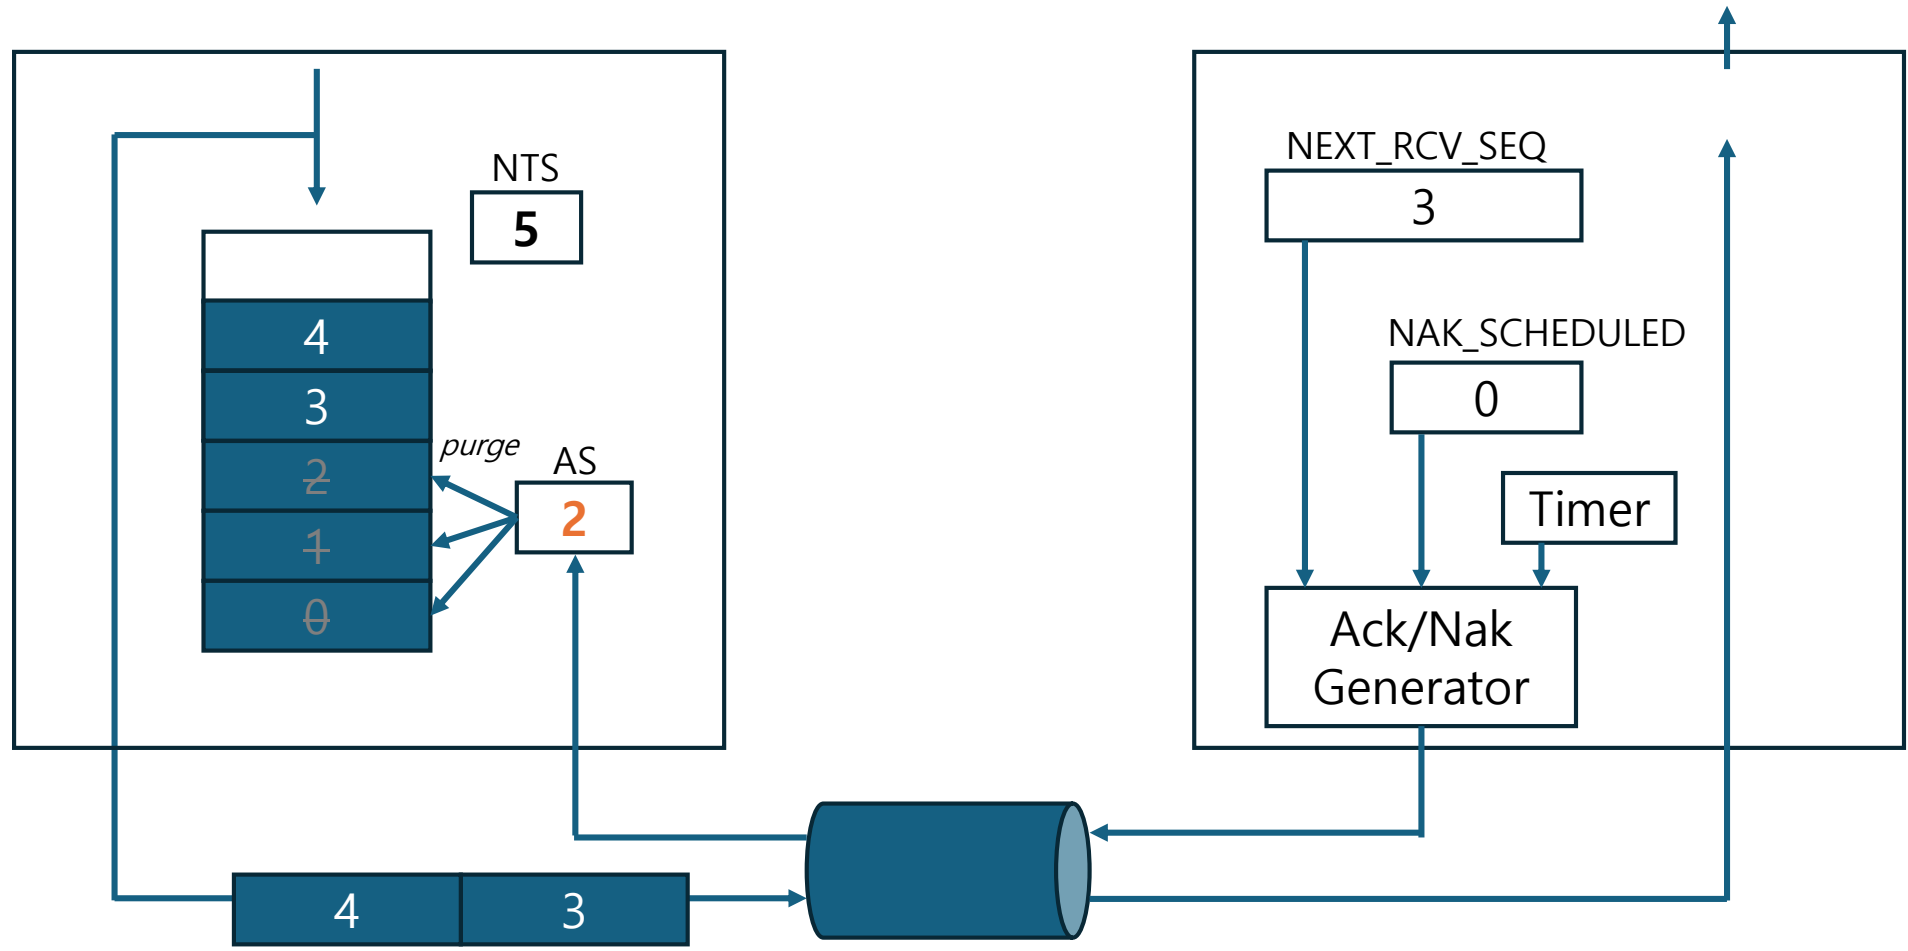 NTS
5
4
3
2
1
0
purge
AS
2
4
3
NEXT_RCV_SEQ
3
NAK_SCHEDULED
0
Timer
Ack/Nak
Generator